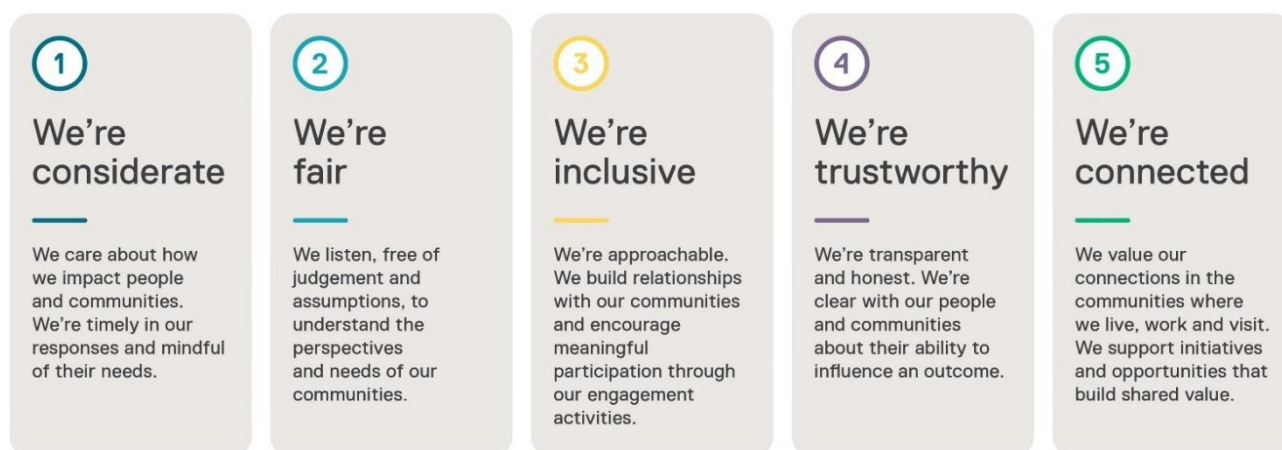 1
We're
considerate
We care about how
we impact people
and communities.
We're timely in our
responses and mindful
of their needs.
2
We're
fair
We listen, free of
judgement and
assumptions, to
understand the
perspectives
and needs of our
communities.
3
We're
inclusive
We're approachable.
We build relationships
with our communities
and encourage
meaningful
participation through
our engagement
activities.
4
We're
trustworthy
We're transparent
and honest. We're
clear with our people
and communities
about their ability to
influence an outcome.
5
We're
connected
We value our
connections in the
communities where
we live, work and visit.
We support initiatives
and opportunities that
build shared value.